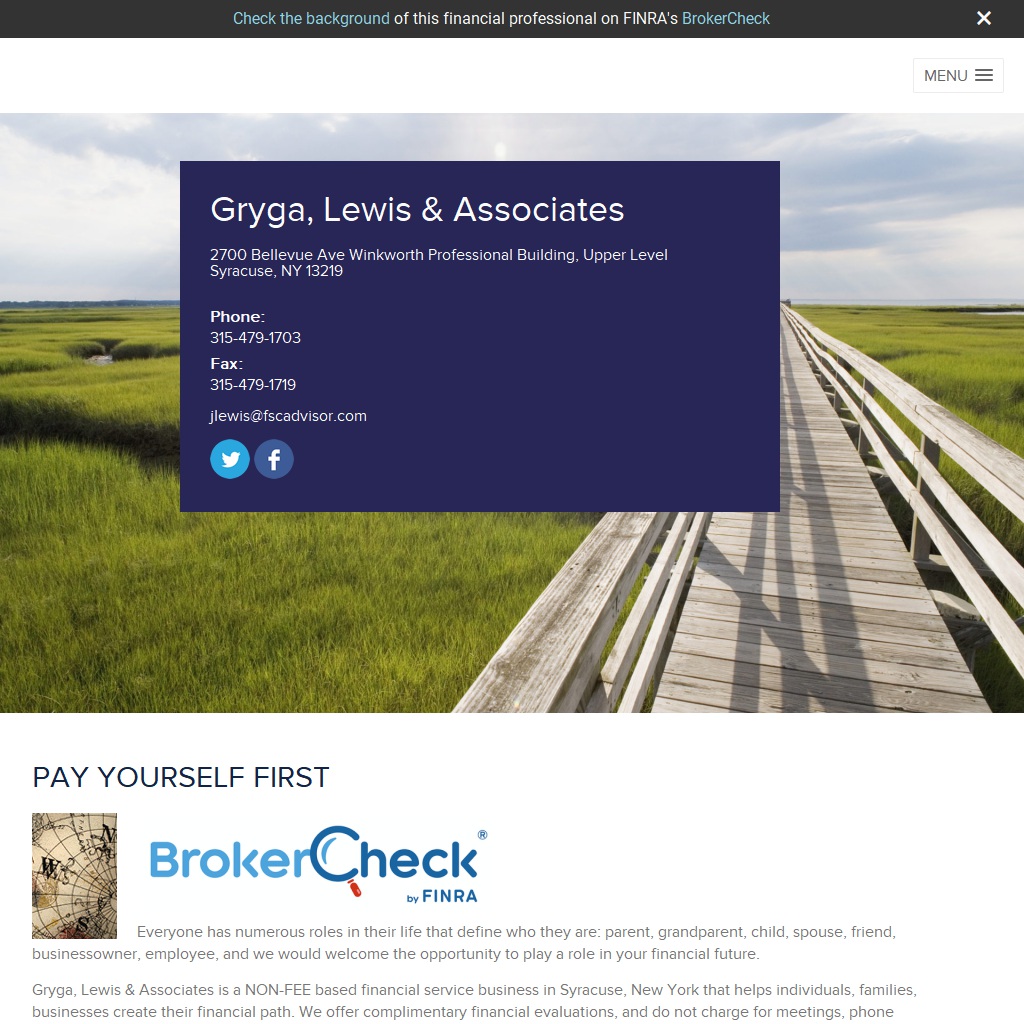 Check the background of this financial professional on FINRA's BrokerCheck ✕
MENU
Gryga, Lewis & Associates
2700 Bellevue Ave Winkworth Professional Building, Upper Level
Syracuse, NY 13219
Phone:
315-479-1703
Fax:
315-479-1719
jlewis@fscadvisor.com
PAY YOURSELF FIRST
N
W
S
BrokerCheck®
by FINRA
Everyone has numerous roles in their life that define who they are: parent, grandparent, child, spouse, friend,
businessowner, employee, and we would welcome the opportunity to play a role in your financial future.
Gryga, Lewis & Associates is a NON-FEE based financial service business in Syracuse, New York that helps individuals, families,
businesses create their financial path. We offer complimentary financial evaluations, and do not charge for meetings, phone